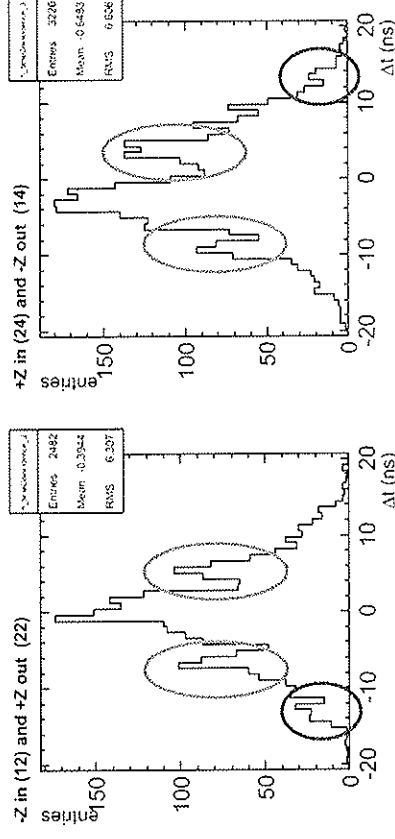 -Z in (12) and +Z out (22)
Entries 2482
Mean -0.3944
RMS 6.307
entries
150
100
50
0
-20
-10
0
10
20
Δt (ns)
+Z in (24) and -Z out (14)
Entries 3226
Mean -0.6483
RMS 6.606
entries
150
100
50
0
-20
-10
0
10
20
Δt (ns)